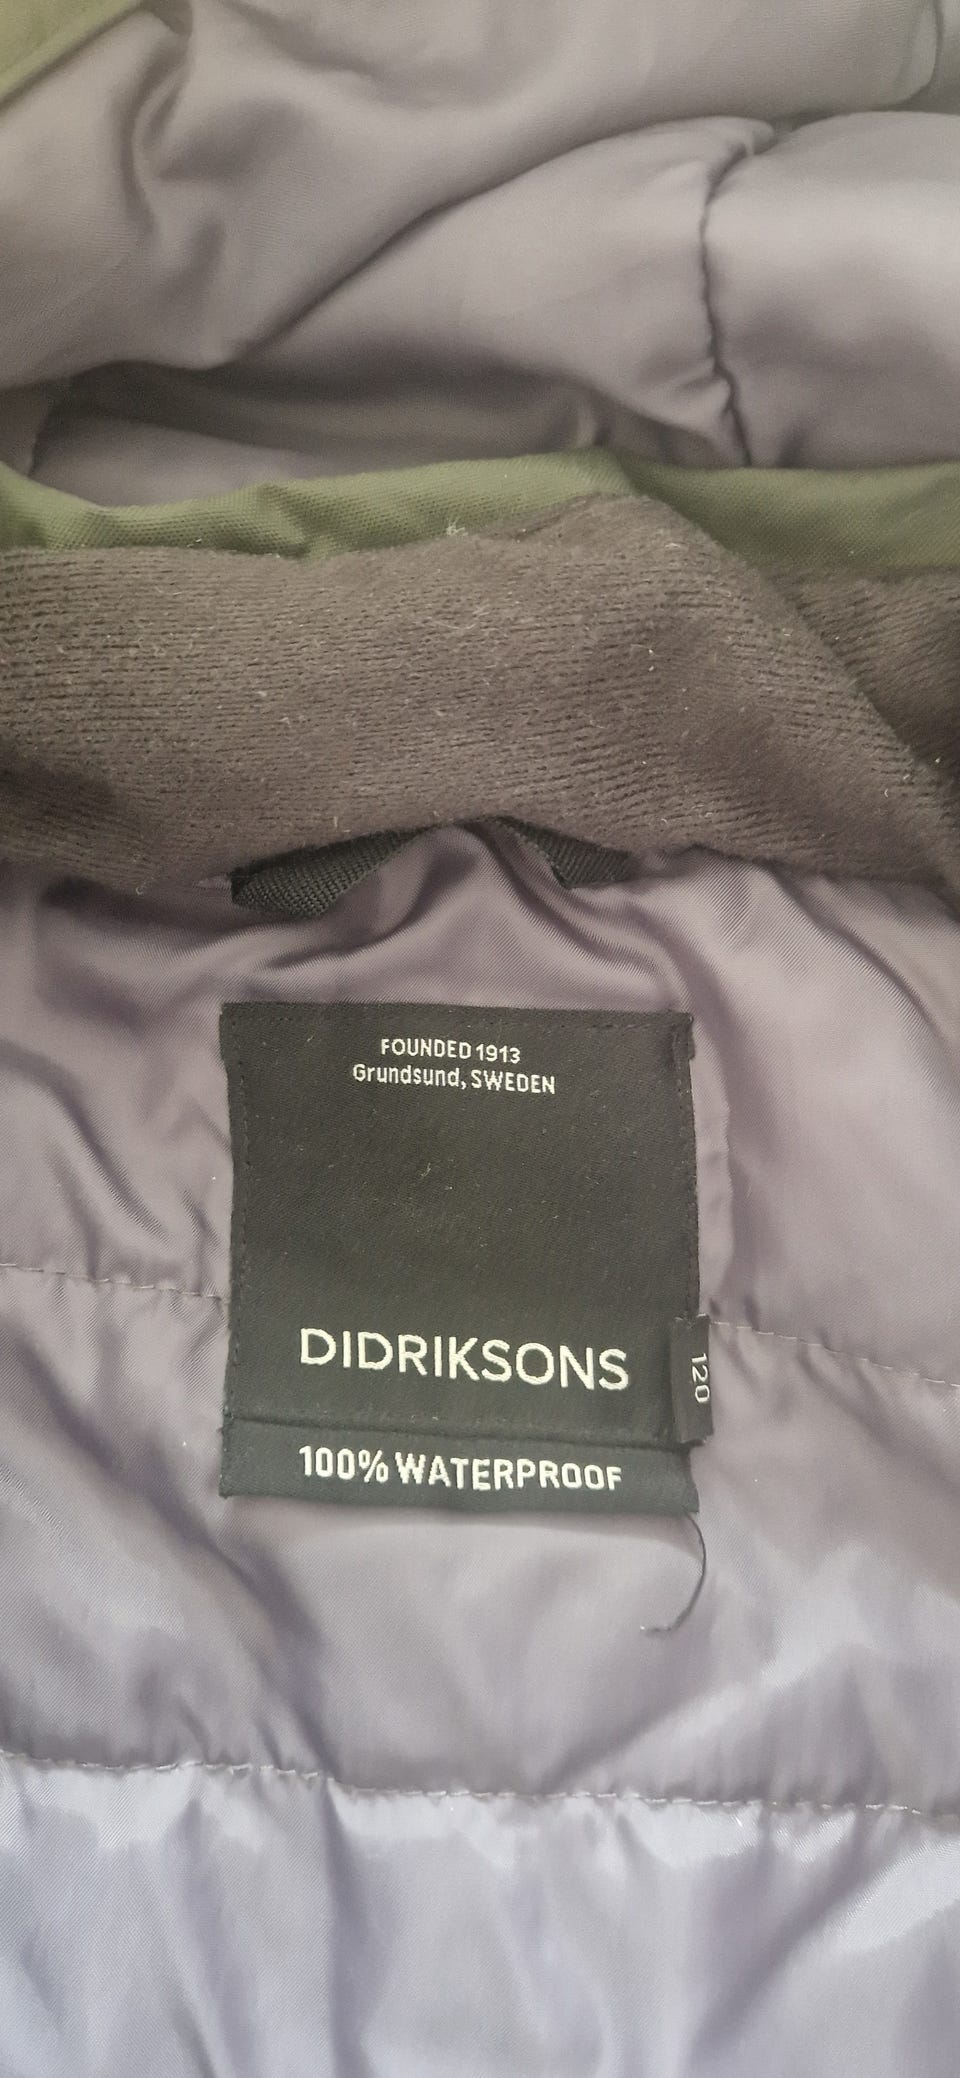 FOUNDED 1913
Grundsund, SWEDEN
DIDRIKSONS
120
100% WATERPROOF